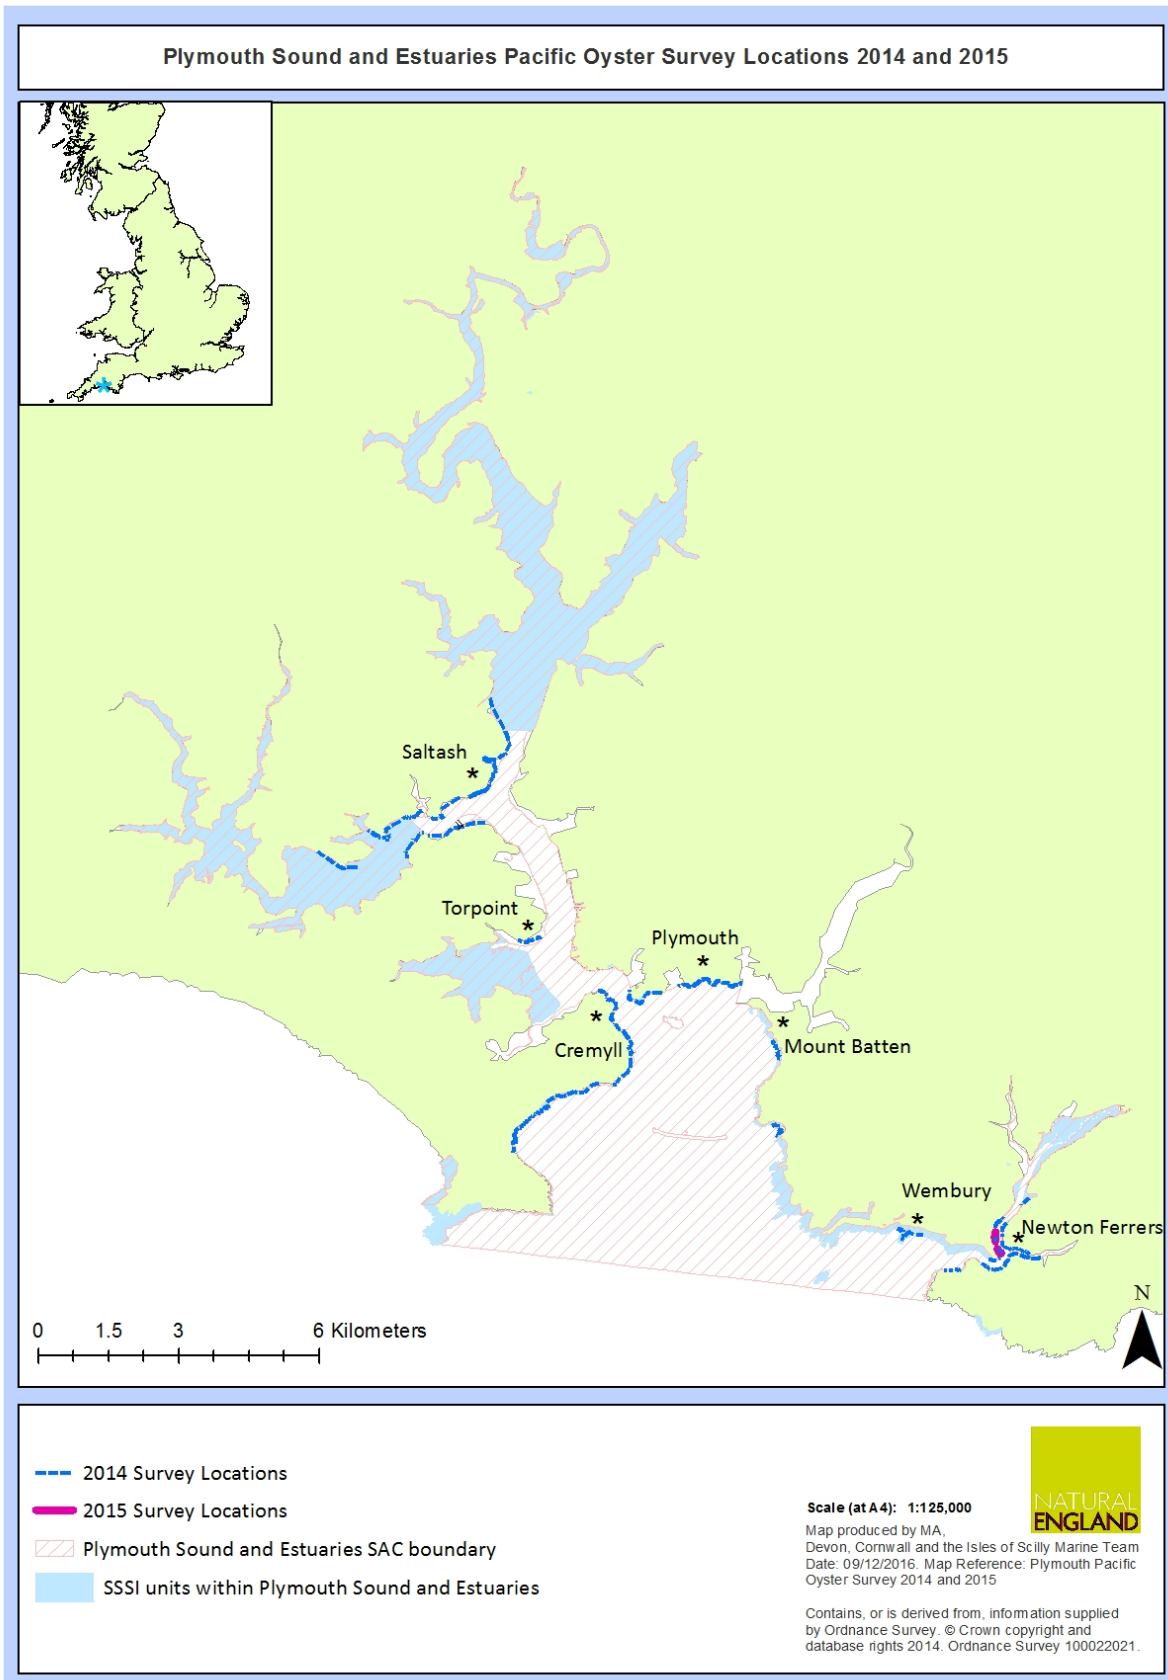 Plymouth Sound and Estuaries Pacific Oyster Survey Locations 2014 and 2015
Saltash
*
Torpoint
*
Plymouth
*
*
Cremyll
*
Mount Batten
Wembury
*
Newton Ferrers
*
N
0 1.5 3 6 Kilometers
2014 Survey Locations
2015 Survey Locations
Plymouth Sound and Estuaries SAC boundary
SSSI units within Plymouth Sound and Estuaries
NATURAL
ENGLAND
Scale (at A4): 1:125,000
Map produced by MA,
Devon, Cornwall and the Isles of Scilly Marine Team
Date: 09/12/2016. Map Reference: Plymouth Pacific
Oyster Survey 2014 and 2015
Contains, or is derived from, information supplied
by Ordnance Survey. © Crown copyright and
database rights 2014. Ordnance Survey 100022021.